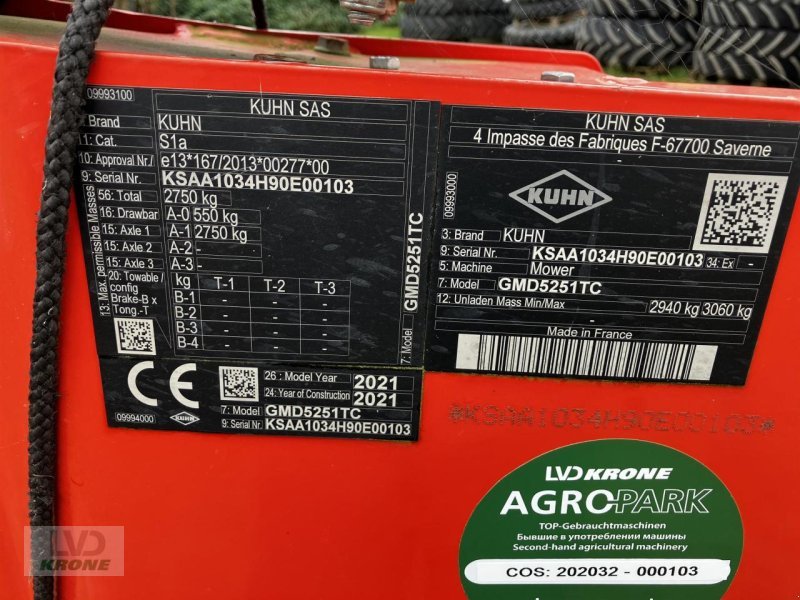 09993100
KUHN SAS
Brand KUHN
11: Cat. S1a
10: Approval Nr./ e13*167/2013*00277*00
9: Serial Nr. KSAA1034H90E00103
13: Max. permissible Masses
56: Total 2750 kg
16: Drawbar A-0 550 kg
15: Axle 1 A-1 2750 kg
15: Axle 2 A-2 -
15: Axle 3 A-3 -
20: Towable / config
Brake-B x
Tong.-T
kg T-1 T-2 T-3
B-1 - - -
B-2 - - -
B-3 - - -
B-4 - - -
7: Model GMD5251TC
CE
09994000
KUHN
26 : Model Year 2021
24: Year of Construction 2021
7: Model GMD5251TC
9: Serial Nr. KSAA1034H90E00103
KUHN SAS
4 Impasse des Fabriques F-67700 Saverne
09993000
KUHN
3: Brand KUHN
9: Serial Nr. KSAA1034H90E00103 34: Ex -
5: Machine Mower
7: Model GMD5251TC
12: Unladen Mass Min/Max 2940 kg 3060 kg
Made in France
*KSAA1034H90E00103*
LVD KRONE
AGRO-PARK
TOP-Gebrauchtmaschinen
Бывшие в употреблении машины
Second-hand agricultural machinery
COS: 202032 - 000103
LVD
KRONE